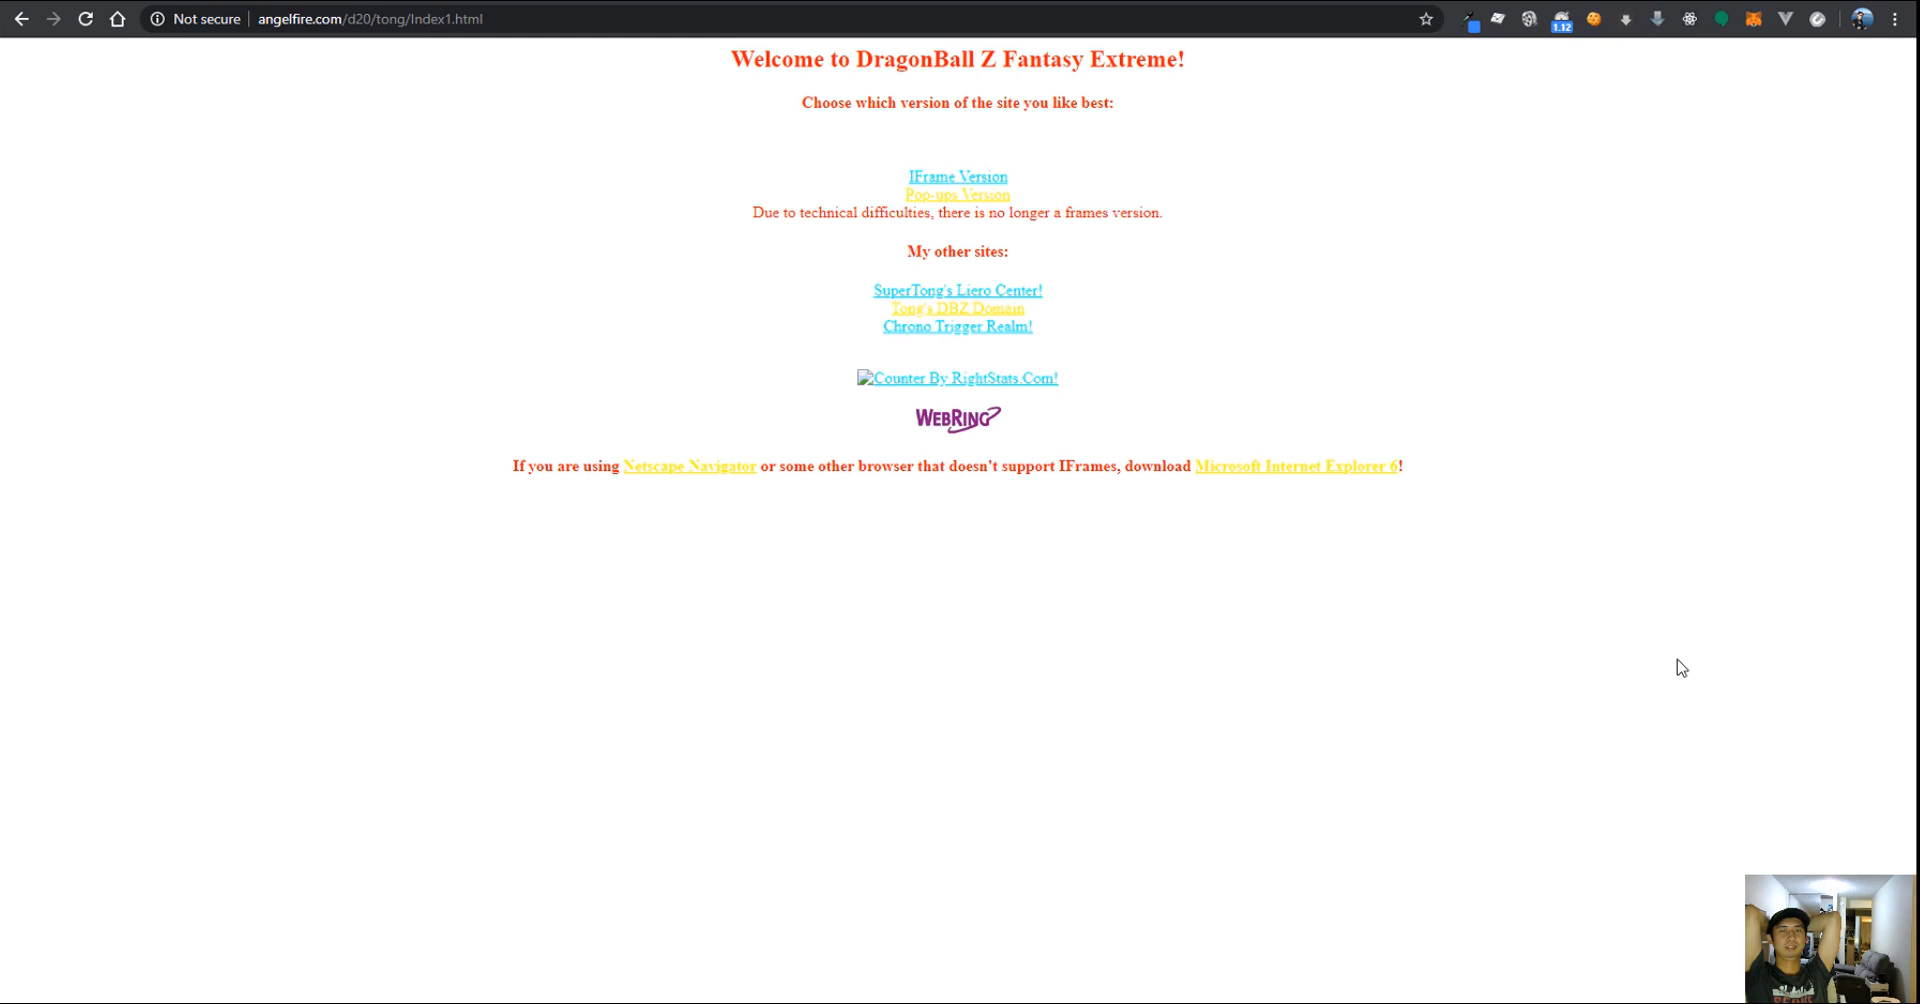 Not secure angelfire.com/d20/tong/Index1.html
1.12
Welcome to DragonBall Z Fantasy Extreme!
Choose which version of the site you like best:
IFrame Version
Pop-ups Version
Due to technical difficulties, there is no longer a frames version.
My other sites:
SuperTong's Liero Center!
Tong's DBZ Domain
Chrono Trigger Realm!
Counter By RightStats.Com!
WEBRING
If you are using Netscape Navigator or some other browser that doesn't support IFrames, download Microsoft Internet Explorer 6!